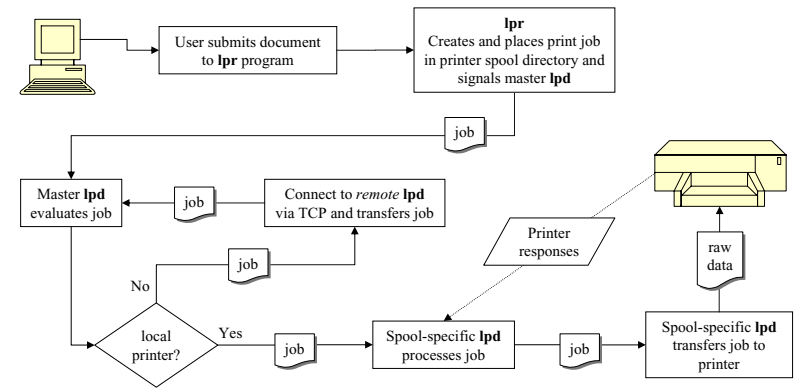 User submits document
to lpr program
lpr
Creates and places print job
in printer spool directory and
signals master lpd
job
Master lpd
evaluates job
job
Connect to remote lpd
via TCP and transfers job
job
No
Printer
responses
raw
data
local
printer?
Yes
job
Spool-specific lpd
processes job
job
Spool-specific lpd
transfers job to
printer